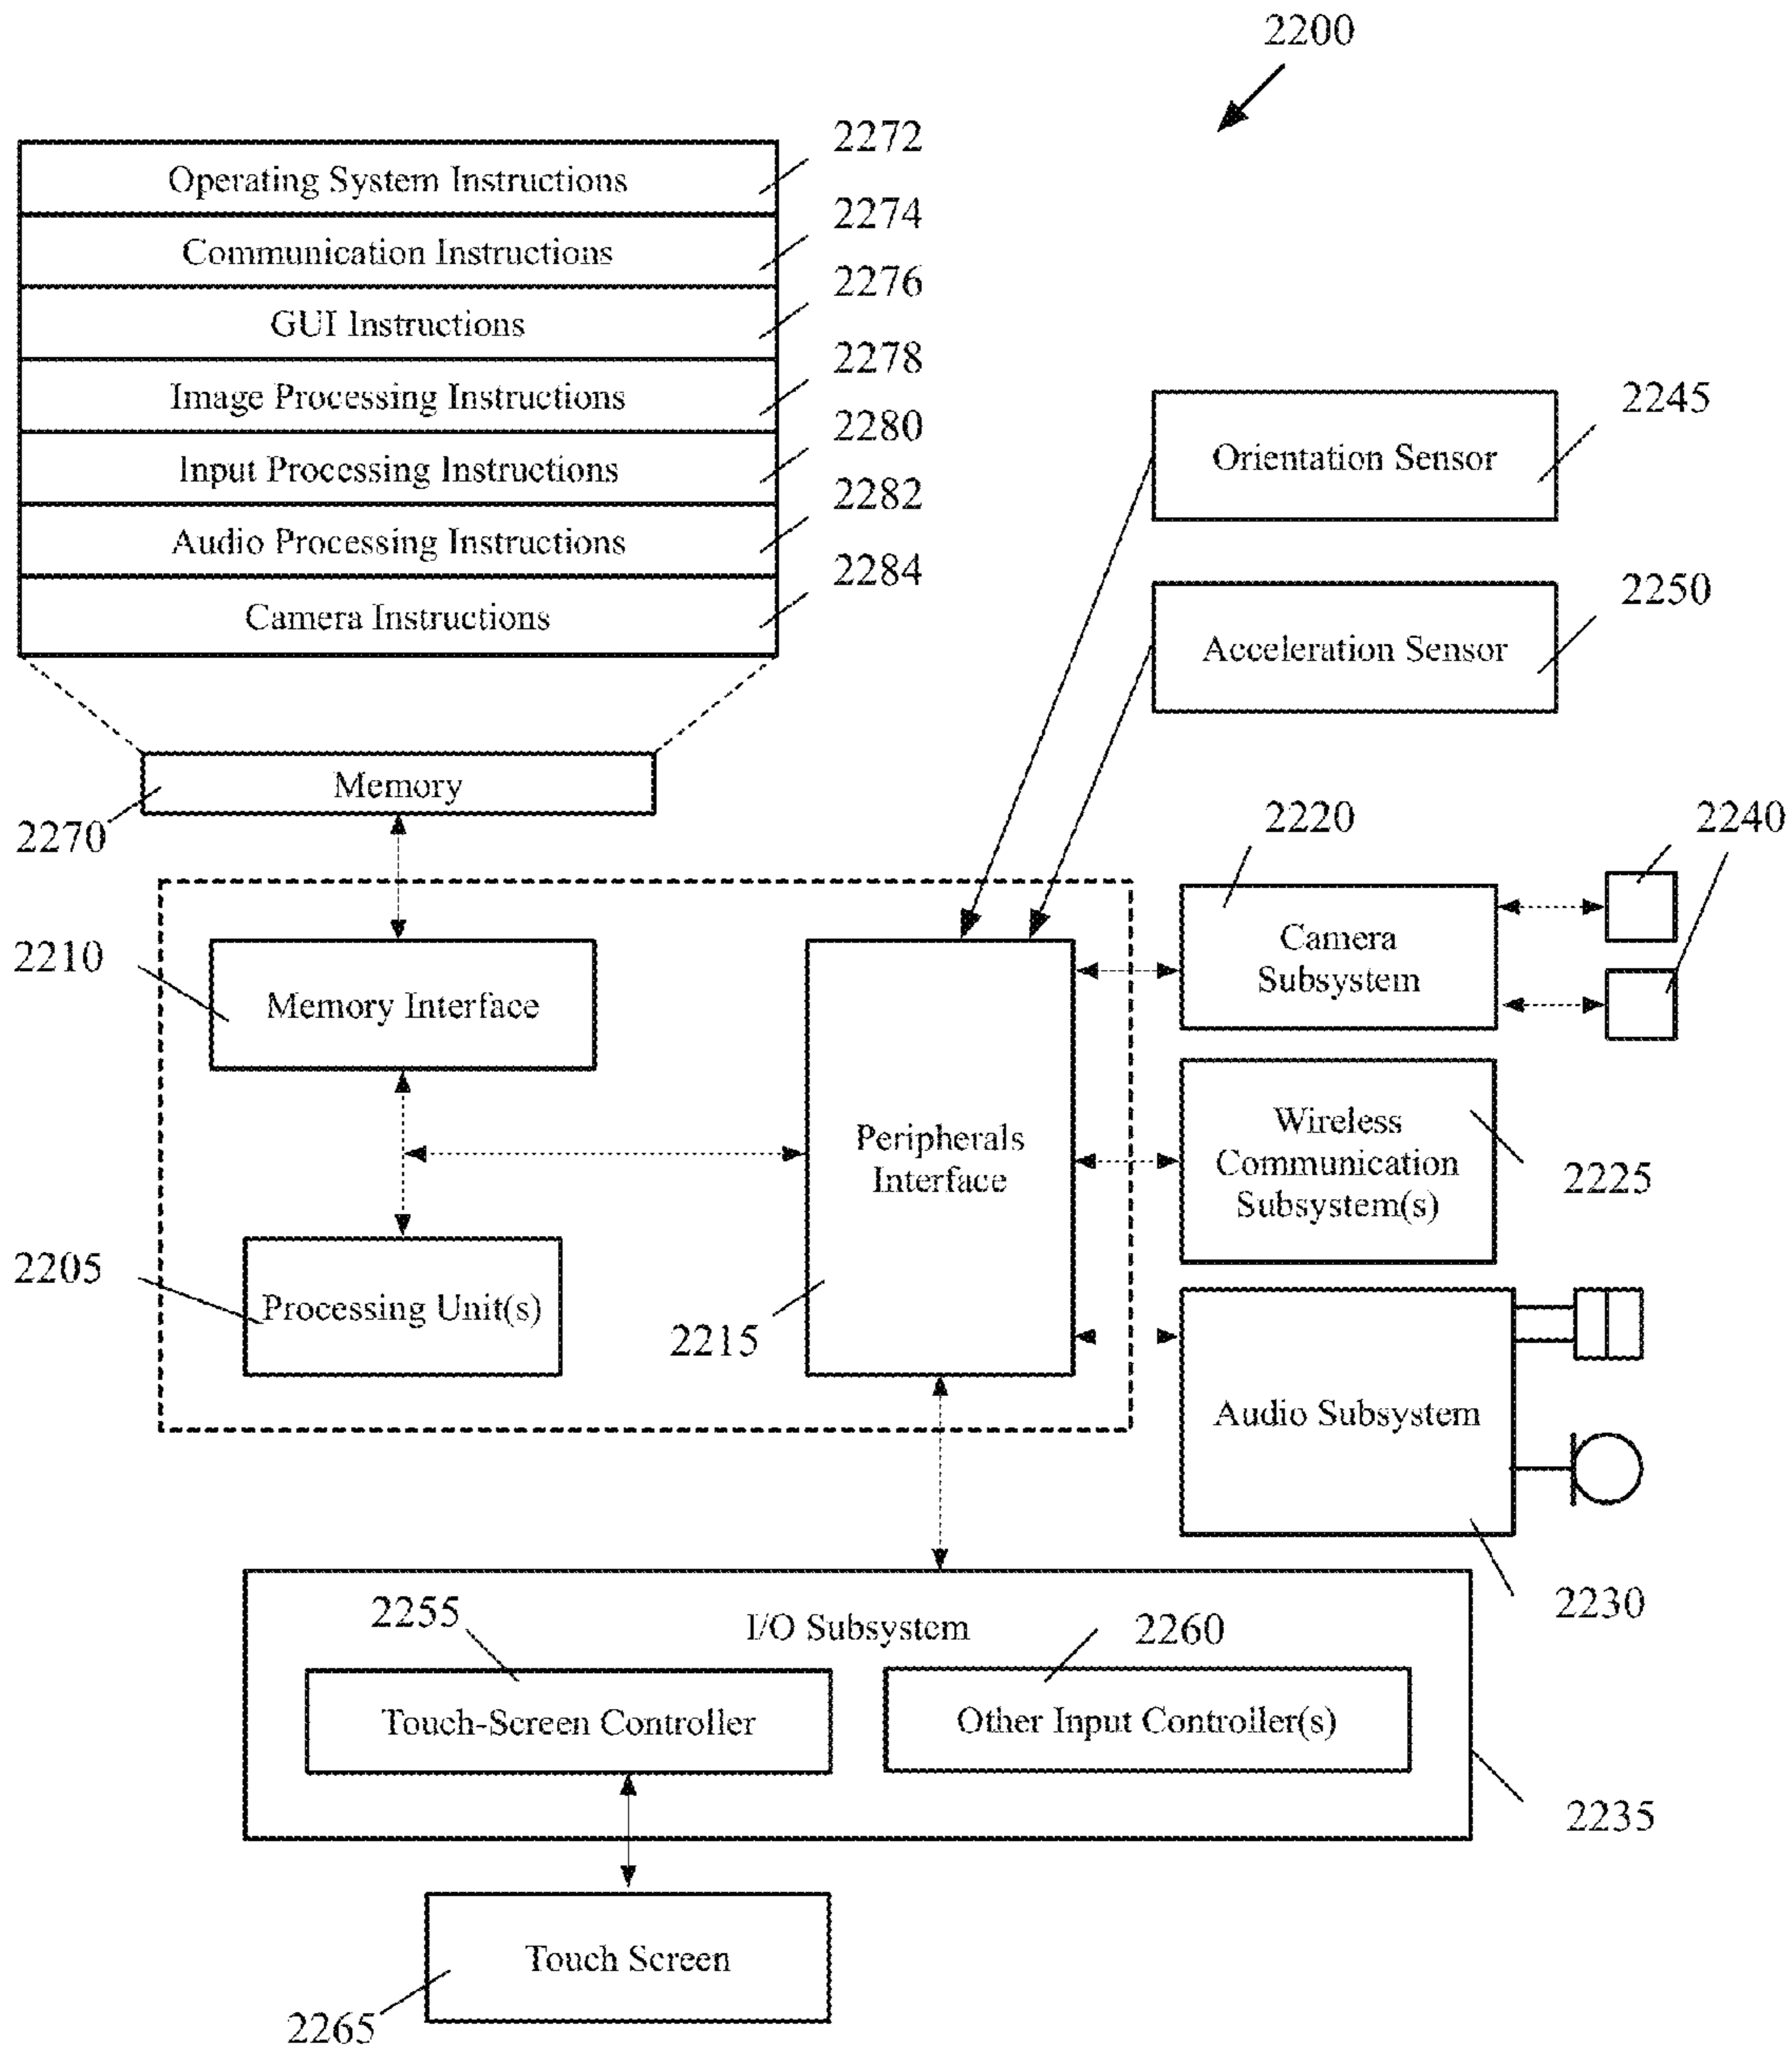 2200
2272
Operating System Instructions
2274
Communication Instructions
2276
GUI Instructions
2278
Image Processing Instructions
2280
Input Processing Instructions
2282
Audio Processing Instructions
2284
Camera Instructions
2245
Orientation Sensor
2250
Acceleration Sensor
Memory
2270
2220
2240
Camera
Subsystem
2210
Memory Interface
Peripherals
Interface
Wireless
Communication
Subsystem(s)
2225
2205
Processing Unit(s)
2215
Audio Subsystem
2230
2255
I/O Subsystem
2260
Touch-Screen Controller
Other Input Controller(s)
2235
Touch Screen
2265